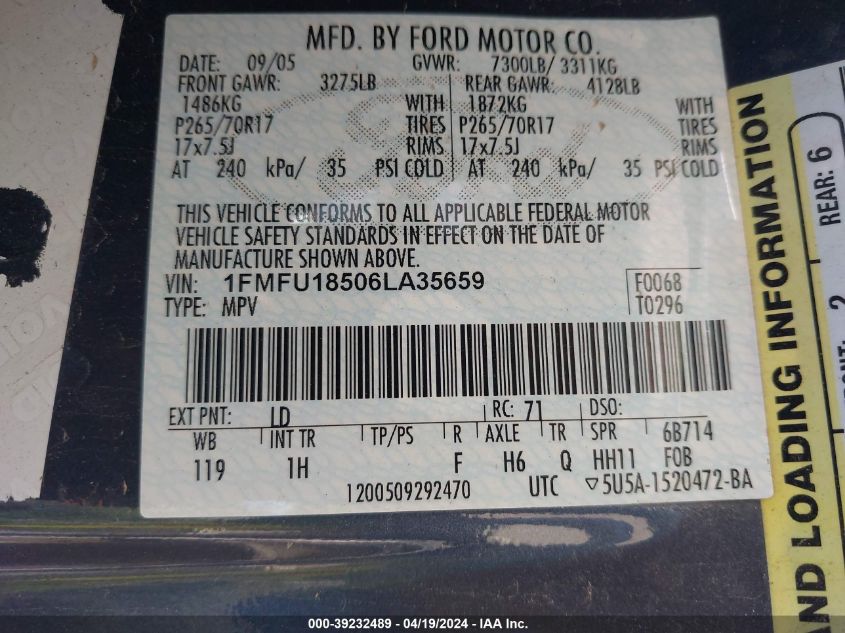 MFD. BY FORD MOTOR CO.
DATE: 09/05 GVWR: 7300LB/ 3311KG
FRONT GAWR: 3275LB REAR GAWR: 4128LB
1486KG WITH 1872KG WITH
P265/70R17 TIRES P265/70R17 TIRES
17x7.5J RIMS 17x7.5J RIMS
AT 240 kPa/ 35 PSI COLD AT 240 kPa/ 35 PSI COLD
THIS VEHICLE CONFORMS TO ALL APPLICABLE FEDERAL MOTOR
VEHICLE SAFETY STANDARDS IN EFFECT ON THE DATE OF
MANUFACTURE SHOWN ABOVE.
VIN: 1FMFU18506LA35659 F0068
TYPE: MPV T0296
EXT PNT: LD RC: 71 DSO:
WB INT TR TP/PS R AXLE TR SPR 6B714
119 1H F H6 Q HH11 FOB
1200509292470 UTC ▽5U5A-1520472-BA
AND LOADING INFORMATION
REAR: 6
2
000-39232489 - 04/19/2024 - IAA Inc.